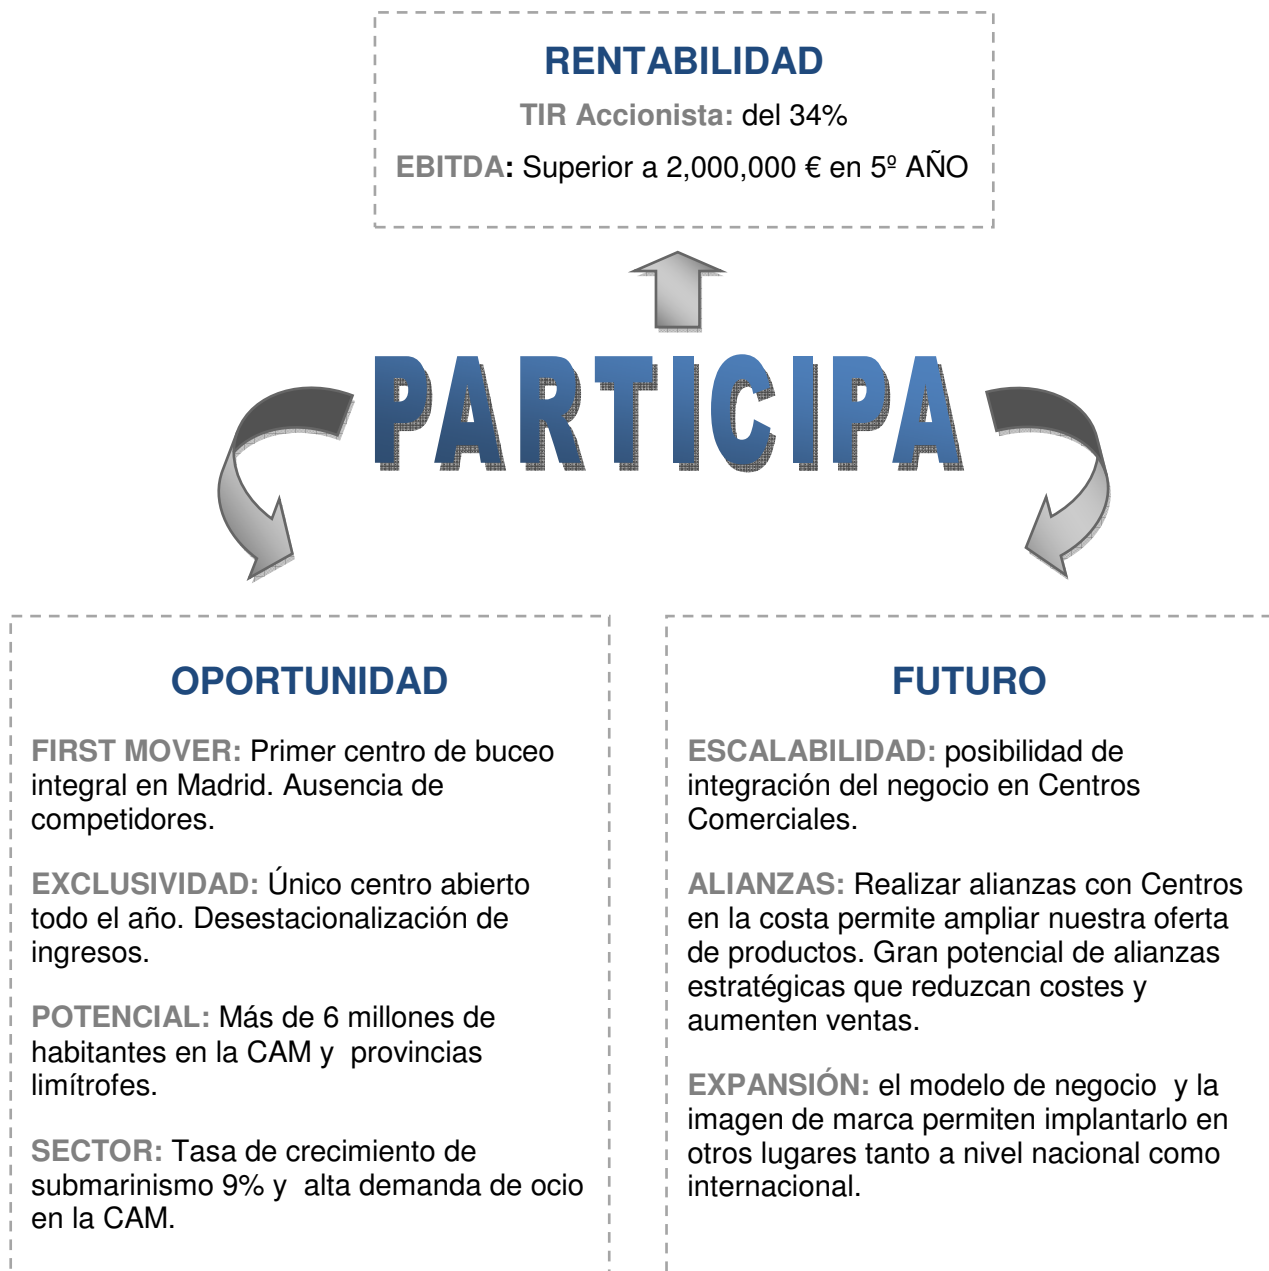 RENTABILIDAD
TIR Accionista: del 34%
EBITDA: Superior a 2,000,000 € en 5º AÑO
PARTICIPA
OPORTUNIDAD
FIRST MOVER: Primer centro de buceo
integral en Madrid. Ausencia de
competidores.
EXCLUSIVIDAD: Único centro abierto
todo el año. Desestacionalización de
ingresos.
POTENCIAL: Más de 6 millones de
habitantes en la CAM y  provincias
limítrofes.
SECTOR: Tasa de crecimiento de
submarinismo 9% y  alta demanda de ocio
en la CAM.
FUTURO
ESCALABILIDAD: posibilidad de
integración del negocio en Centros
Comerciales.
ALIANZAS: Realizar alianzas con Centros
en la costa permite ampliar nuestra oferta
de productos. Gran potencial de alianzas
estratégicas que reduzcan costes y
aumenten ventas.
EXPANSIÓN: el modelo de negocio  y la
imagen de marca permiten implantarlo en
otros lugares tanto a nivel nacional como
internacional.